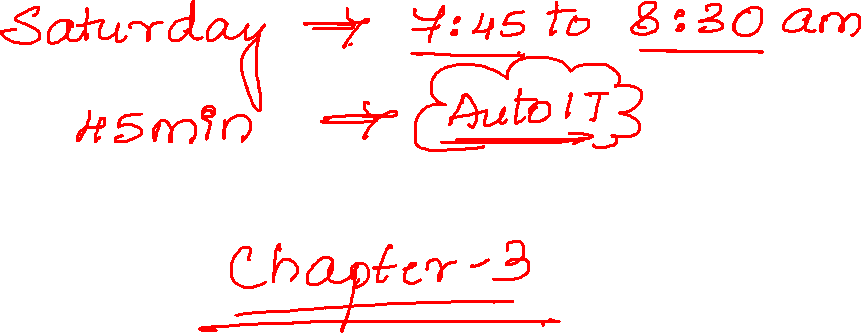 Saturday → 7:45 to 8:30 am
45min → AutoIT
Chapter-3